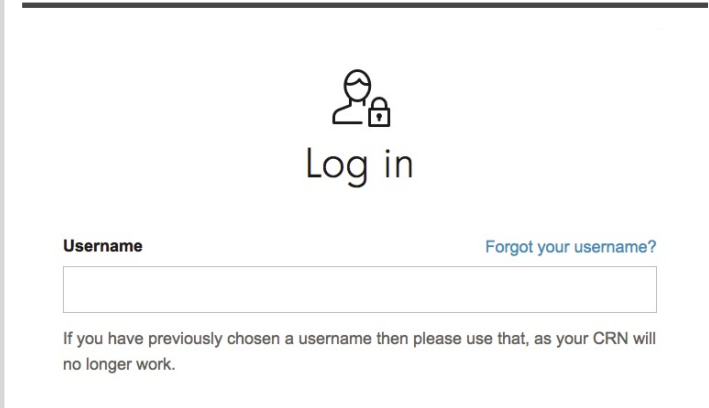 Log in
Username
Forgot your username?
If you have previously chosen a username then please use that, as your CRN will
no longer work.